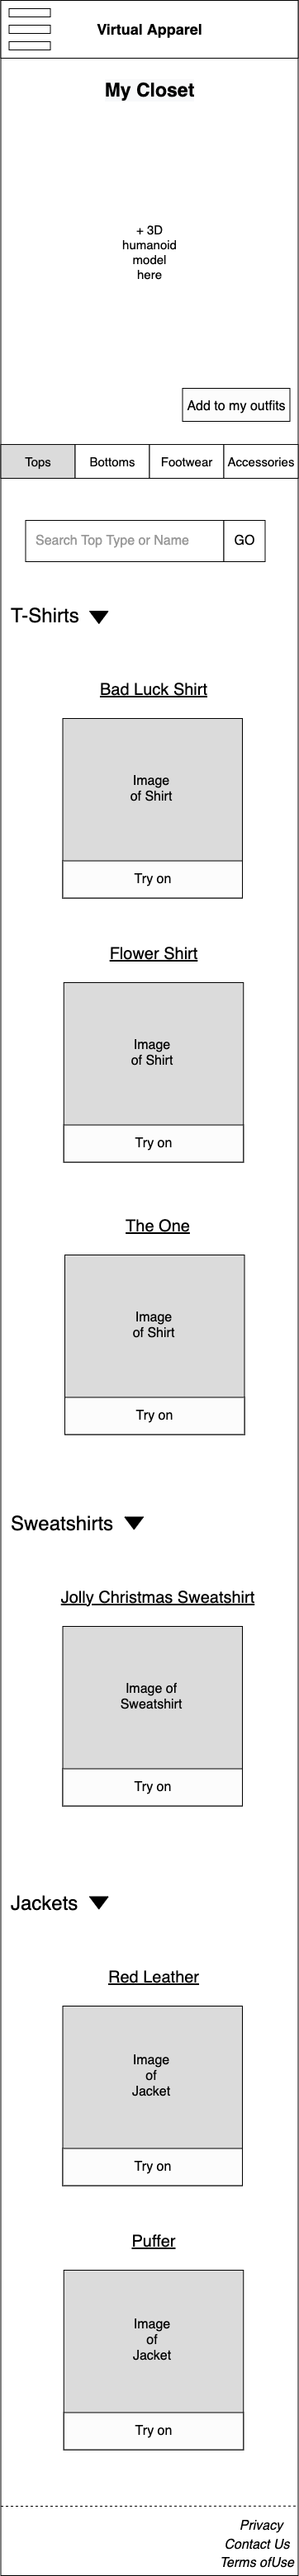 Virtual Apparel
My Closet
+ 3D
humanoid
model
here
Add to my outfits
Tops
Bottoms
Footwear
Accessories
Search Top Type or Name
GO
T-Shirts
Bad Luck Shirt
Image
of Shirt
Try on
Flower Shirt
Image
of Shirt
Try on
The One
Image
of Shirt
Try on
Sweatshirts
Jolly Christmas Sweatshirt
Image of
Sweatshirt
Try on
Jackets
Red Leather
Image
of
Jacket
Try on
Puffer
Image
of
Jacket
Try on
Privacy
Contact Us
Terms ofUse